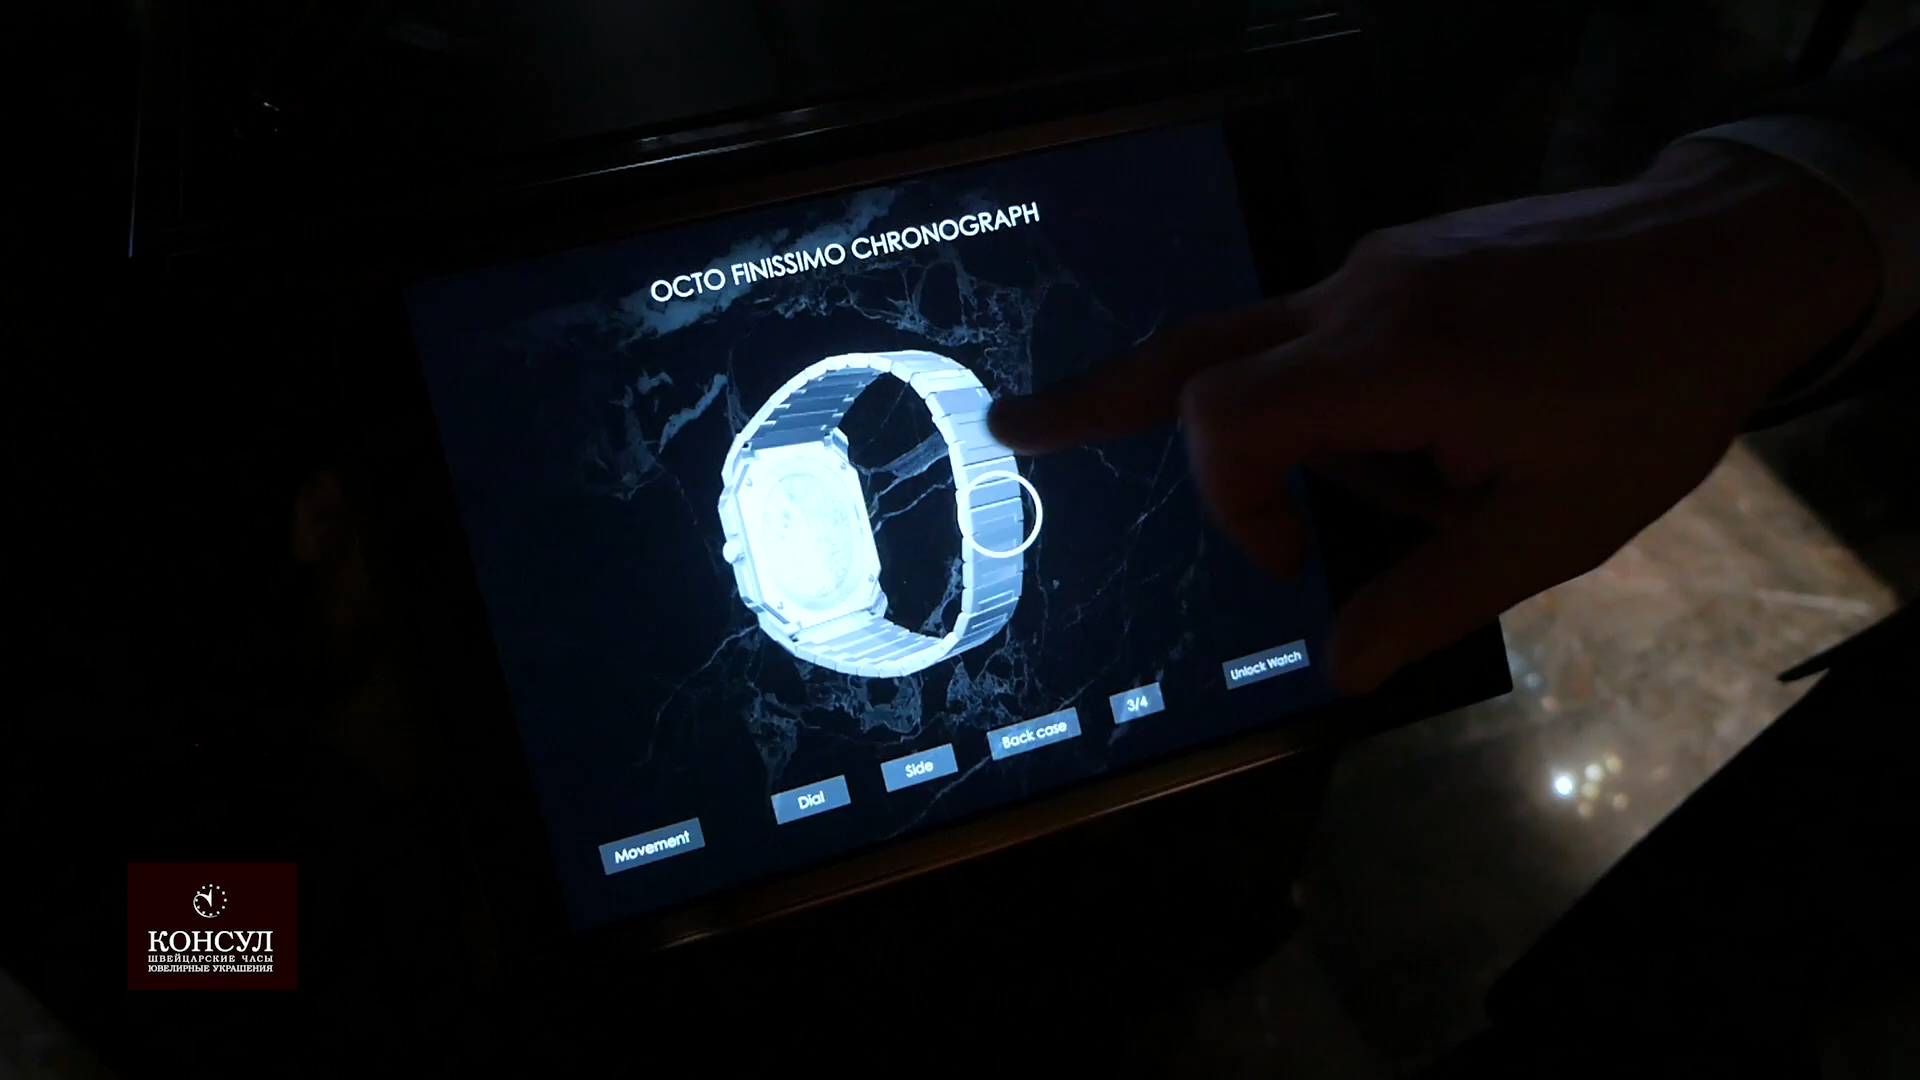 OCTO FINISSIMO CHRONOGRAPH
Unlock Watch
3/4
Back case
Side
Dial
Movement
КОНСУЛ
ШВЕЙЦАРСКИЕ ЧАСЫ
ЮВЕЛИРНЫЕ УКРАШЕНИЯ